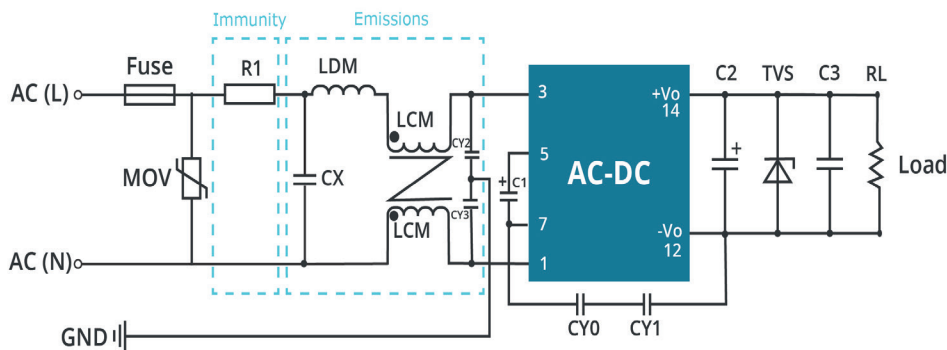 Immunity
Emissions
Fuse
R1
LDM
C2
TVS
C3
RL
AC (L)
3
+Vo
14
LCM
CY2
MOV
CX
5
+
C1
AC-DC
+
Load
CY3
LCM
7
-Vo
12
AC (N)
1
CY0
CY1
GND